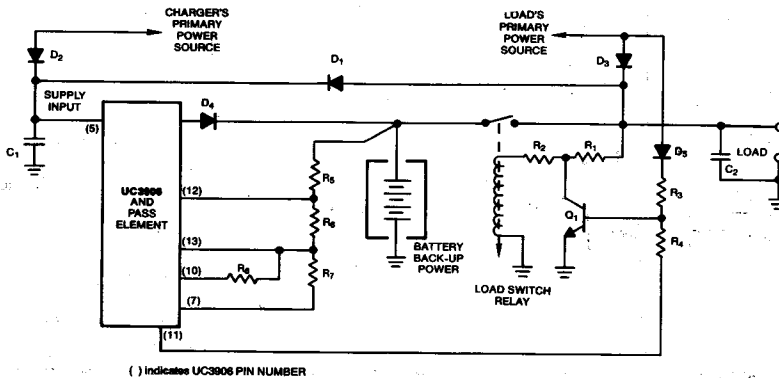 CHARGER'S
PRIMARY
POWER
SOURCE
LOAD'S
PRIMARY
POWER
SOURCE
D2
D1
D3
SUPPLY
INPUT
D4
(5)
C1
R2
R1
D5
C2
LOAD
R5
UC3906
AND
PASS
ELEMENT
(12)
R6
R3
Q1
(13)
R4
BATTERY
BACK-UP
POWER
(10)
R8
R7
(7)
LOAD SWITCH
RELAY
(11)
( ) indicates UC3906 PIN NUMBER